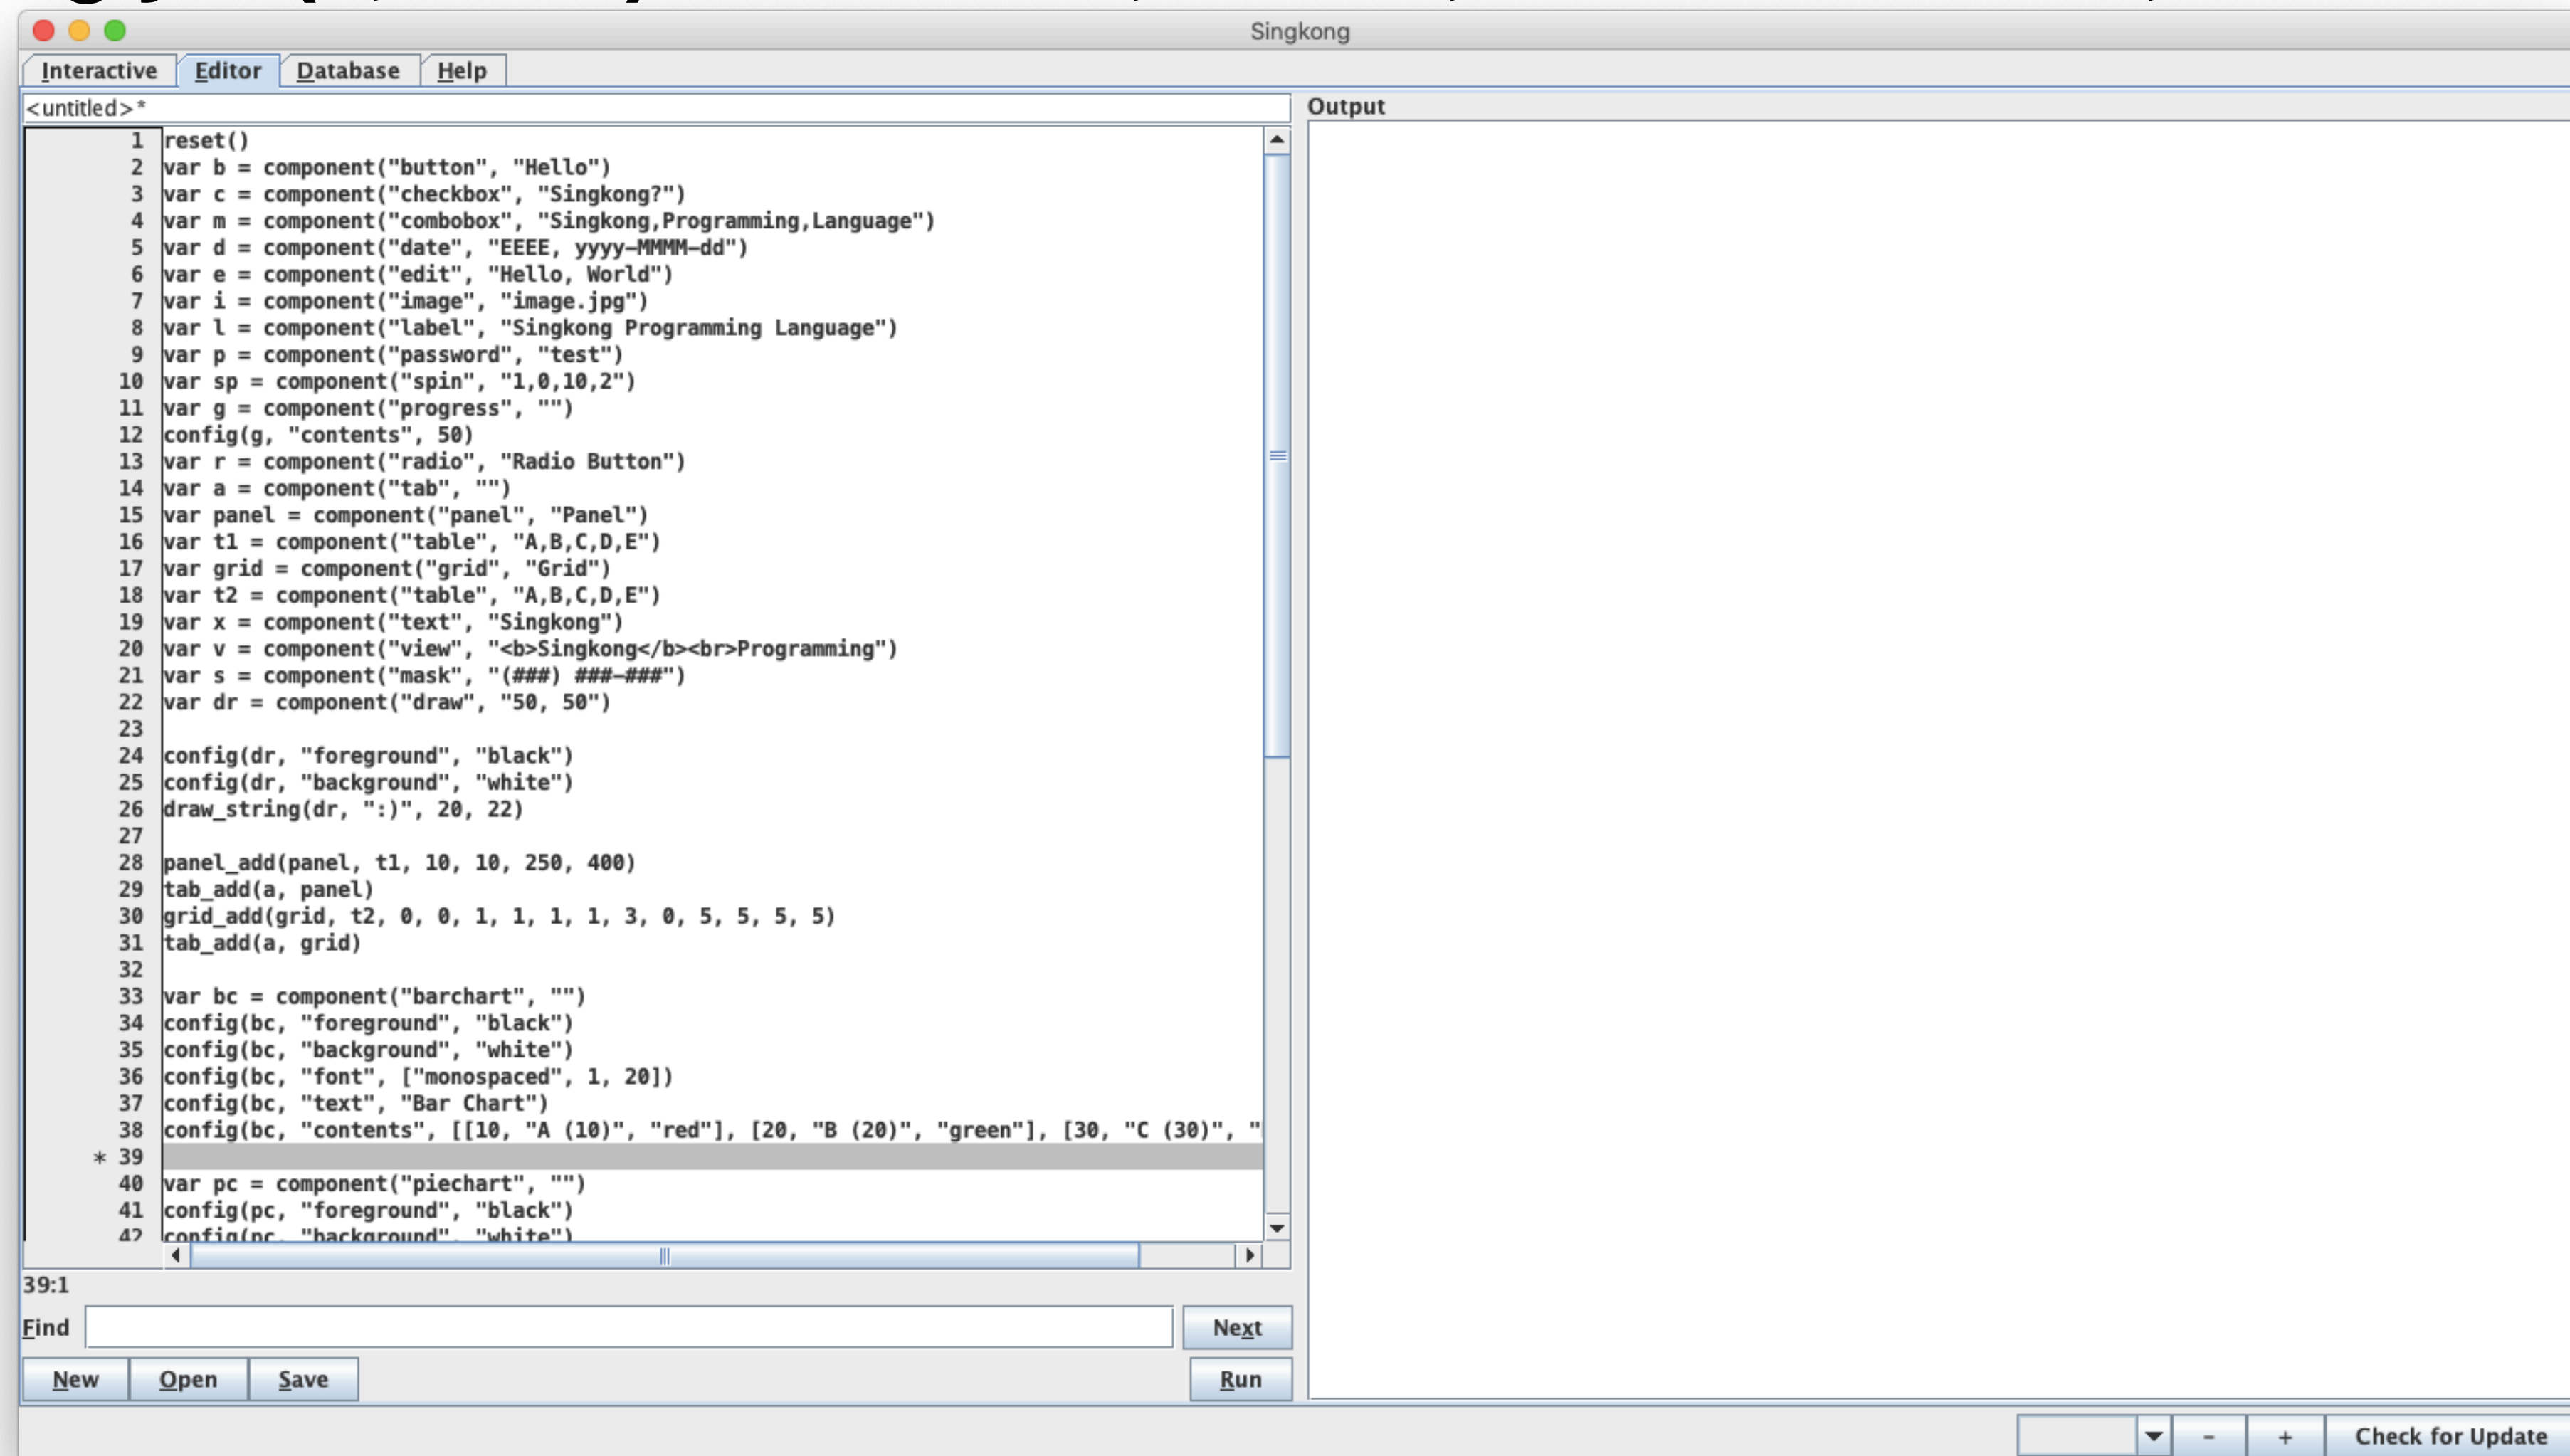 Singkong
Interactive Editor Database Help
<untitled>*
Output
1 reset()
2 var b = component("button", "Hello")
3 var c = component("checkbox", "Singkong?")
4 var m = component("combobox", "Singkong,Programming,Language")
5 var d = component("date", "EEEE, yyyy-MMMM-dd")
6 var e = component("edit", "Hello, World")
7 var i = component("image", "image.jpg")
8 var l = component("label", "Singkong Programming Language")
9 var p = component("password", "test")
10 var sp = component("spin", "1,0,10,2")
11 var g = component("progress", "")
12 config(g, "contents", 50)
13 var r = component("radio", "Radio Button")
14 var a = component("tab", "")
15 var panel = component("panel", "Panel")
16 var t1 = component("table", "A,B,C,D,E")
17 var grid = component("grid", "Grid")
18 var t2 = component("table", "A,B,C,D,E")
19 var x = component("text", "Singkong")
20 var v = component("view", "<b>Singkong</b><br>Programming")
21 var s = component("mask", "(###) ###-###")
22 var dr = component("draw", "50, 50")
23
24 config(dr, "foreground", "black")
25 config(dr, "background", "white")
26 draw_string(dr, ":)", 20, 22)
27
28 panel_add(panel, t1, 10, 10, 250, 400)
29 tab_add(a, panel)
30 grid_add(grid, t2, 0, 0, 1, 1, 1, 1, 3, 0, 5, 5, 5, 5)
31 tab_add(a, grid)
32
33 var bc = component("barchart", "")
34 config(bc, "foreground", "black")
35 config(bc, "background", "white")
36 config(bc, "font", ["monospaced", 1, 20])
37 config(bc, "text", "Bar Chart")
38 config(bc, "contents", [[10, "A (10)", "red"], [20, "B (20)", "green"], [30, "C (30)", "
* 39
40 var pc = component("piechart", "")
41 config(pc, "foreground", "black")
42 config(pc, "background", "white")
39:1
Find Next
New Open Save Run
- + Check for Update